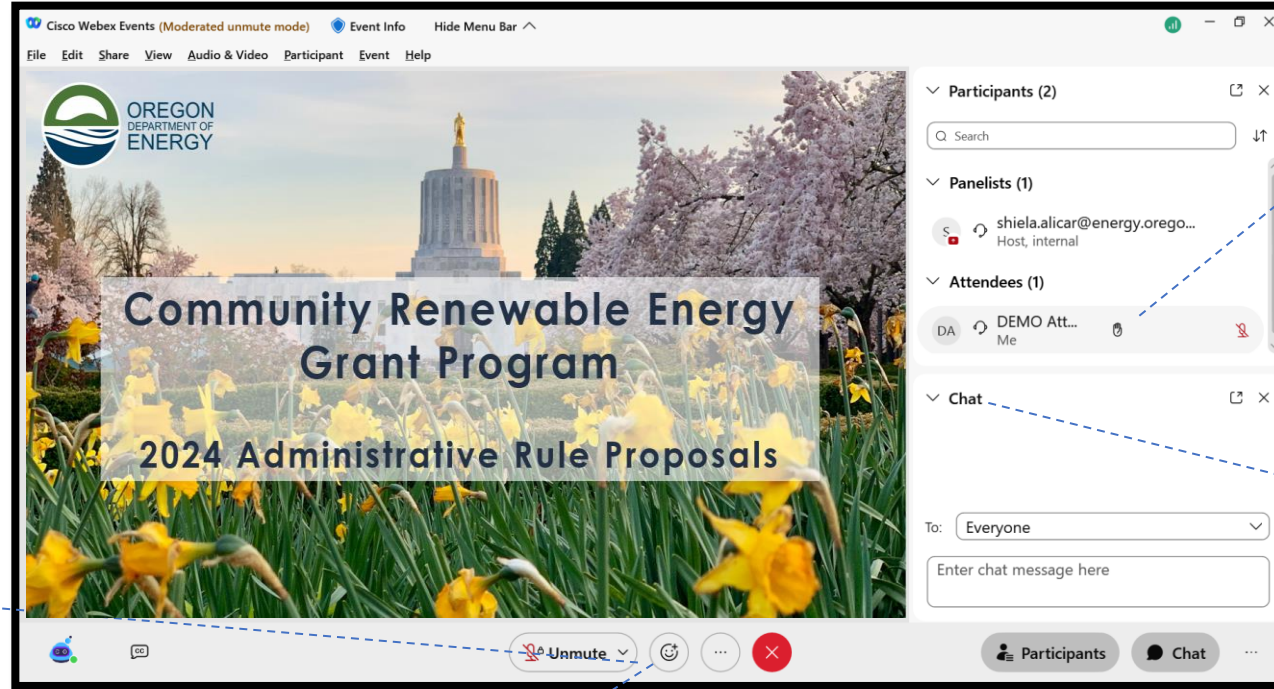 Cisco Webex Events (Moderated unmute mode) Event Info Hide Menu Bar
File Edit Share View Audio & Video Participant Event Help
OREGON
DEPARTMENT OF
ENERGY
Community Renewable Energy
Grant Program
2024 Administrative Rule Proposals
Participants (2)
Search
Panelists (1)
S
shiela.alicar@energy.orego...
Host, internal
Attendees (1)
DA
DEMO Att...
Me
Chat
To: Everyone
Enter chat message here
CC
Unmute
Participants
Chat